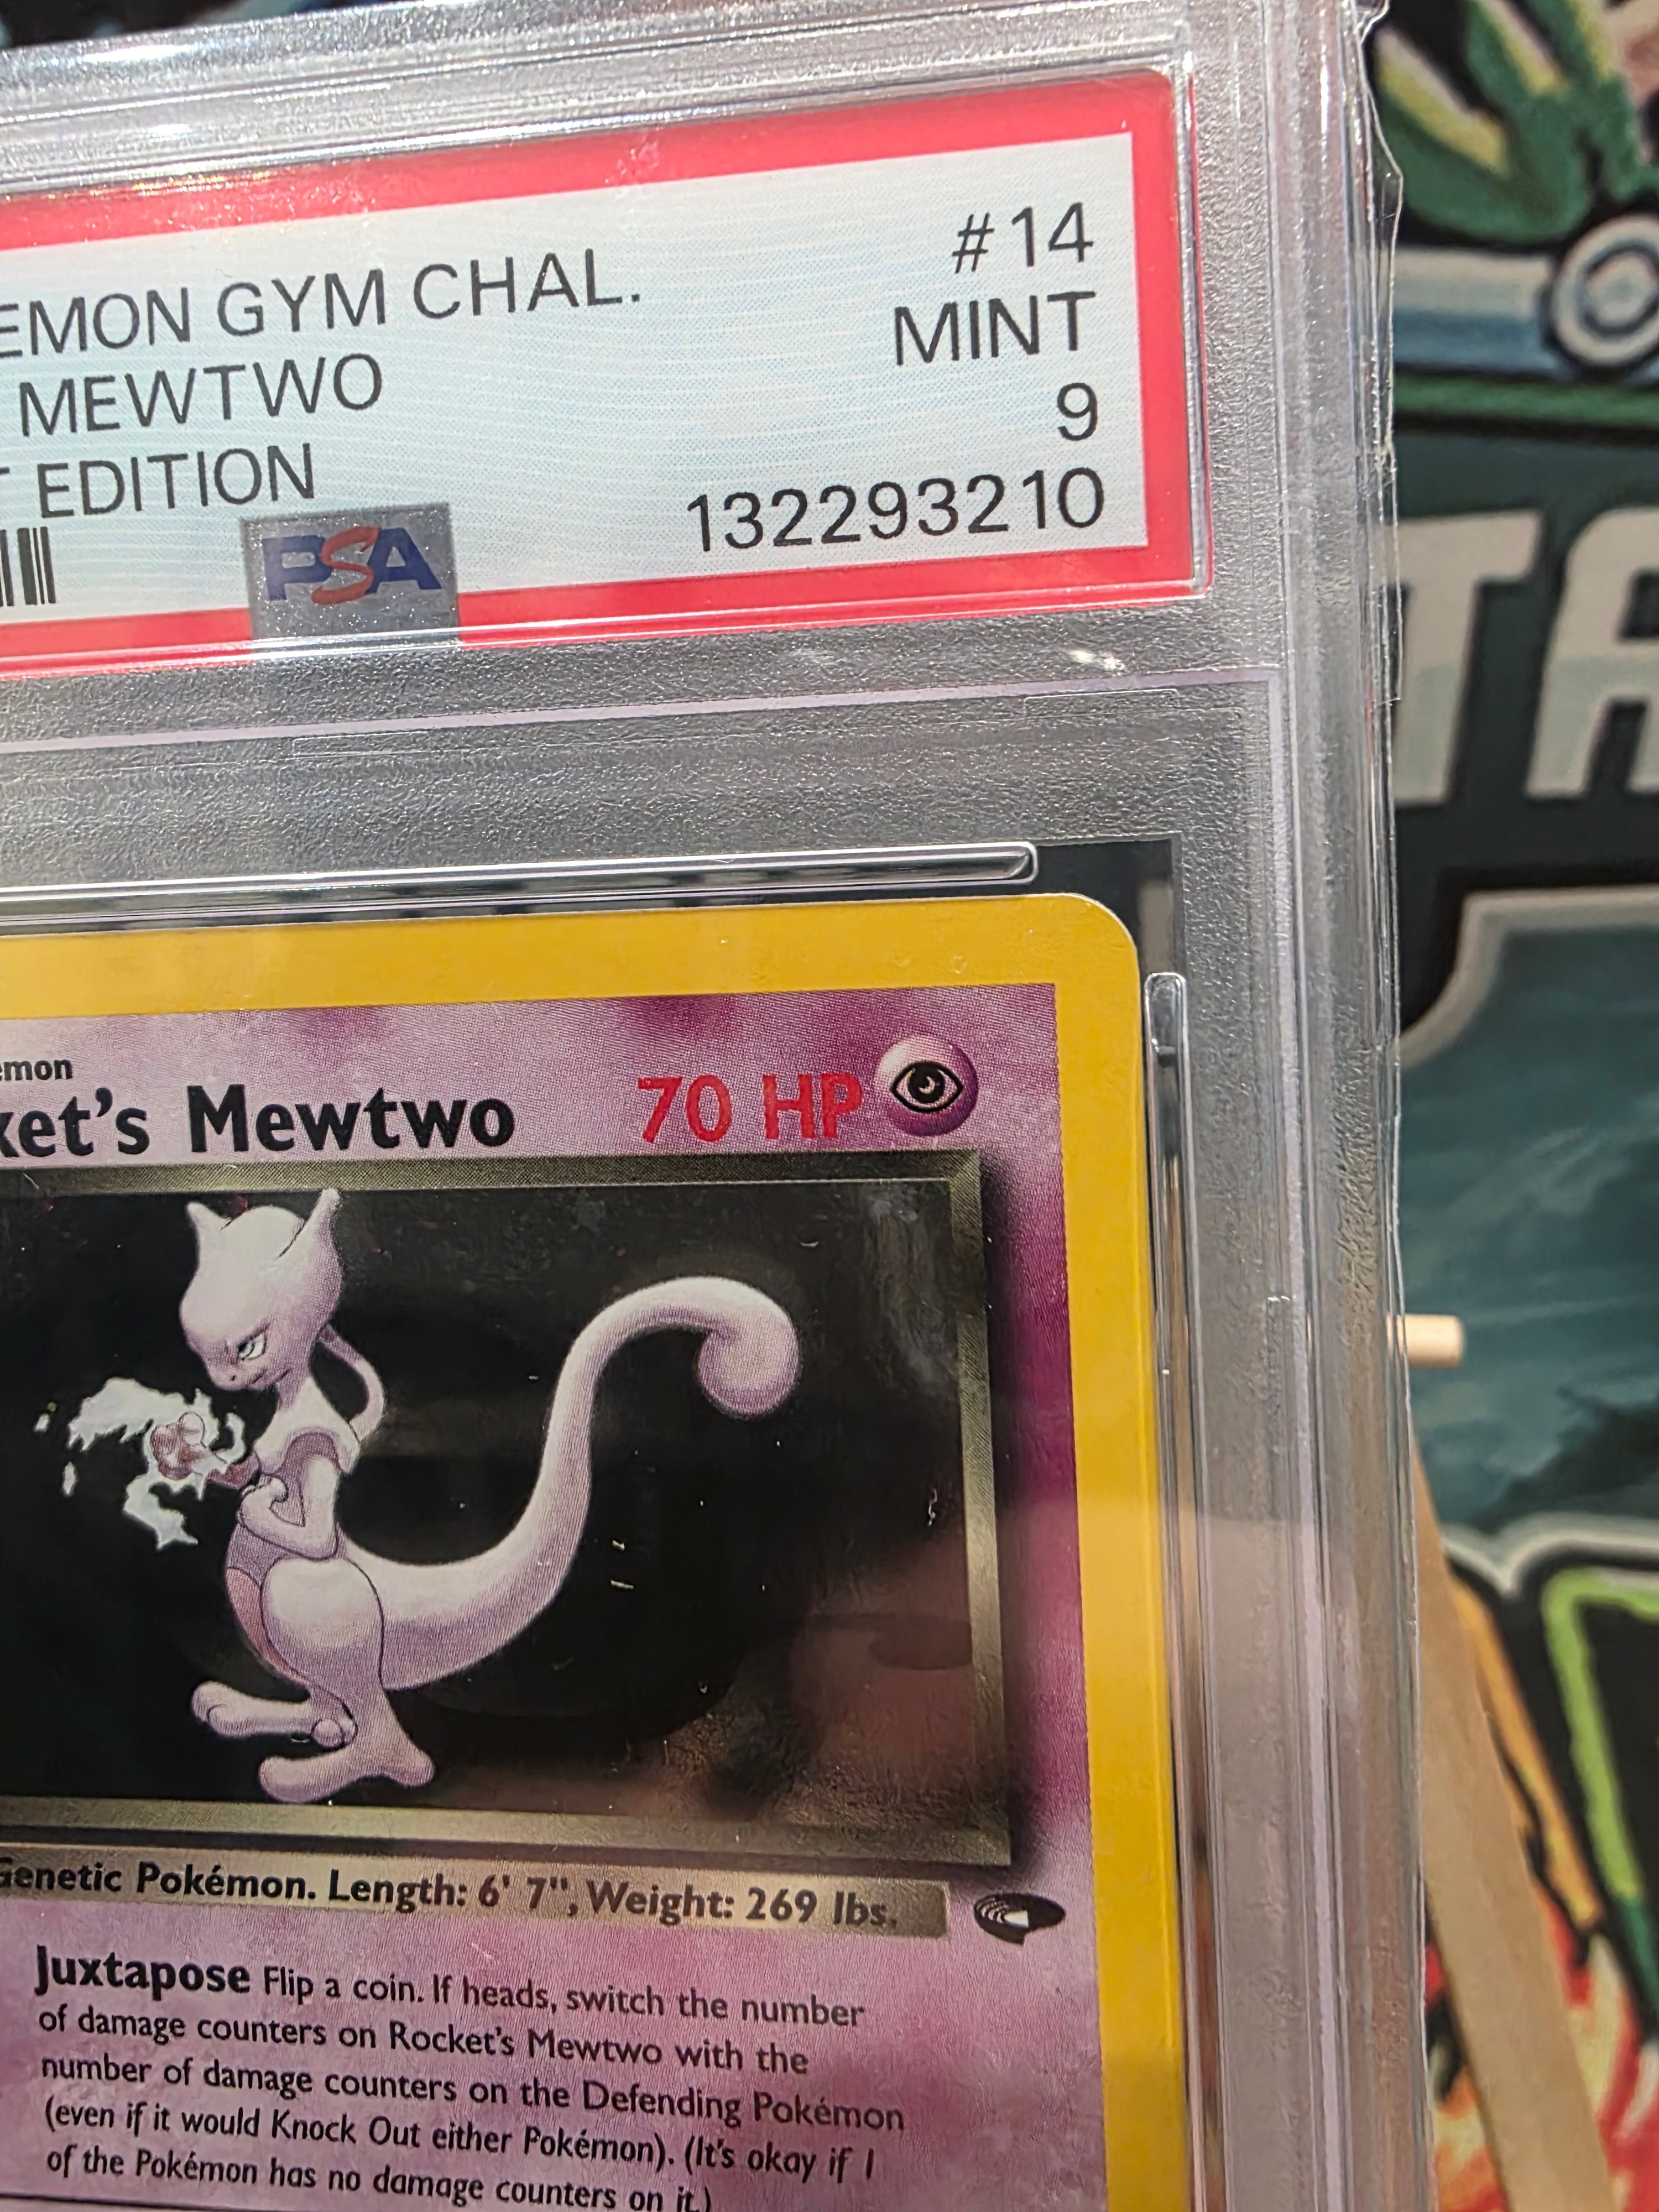 EMON GYM CHAL. #14
MEWTWO MINT
EDITION 9
PSA 132293210
emon
ket's Mewtwo 70 HP
Genetic Pokémon. Length: 6' 7", Weight: 269 lbs.
Juxtapose Flip a coin. If heads, switch the number
of damage counters on Rocket's Mewtwo with the
number of damage counters on the Defending Pokémon
(even if it would Knock Out either Pokémon). (It's okay if 1
of the Pokémon has no damage counters on it.)
TA